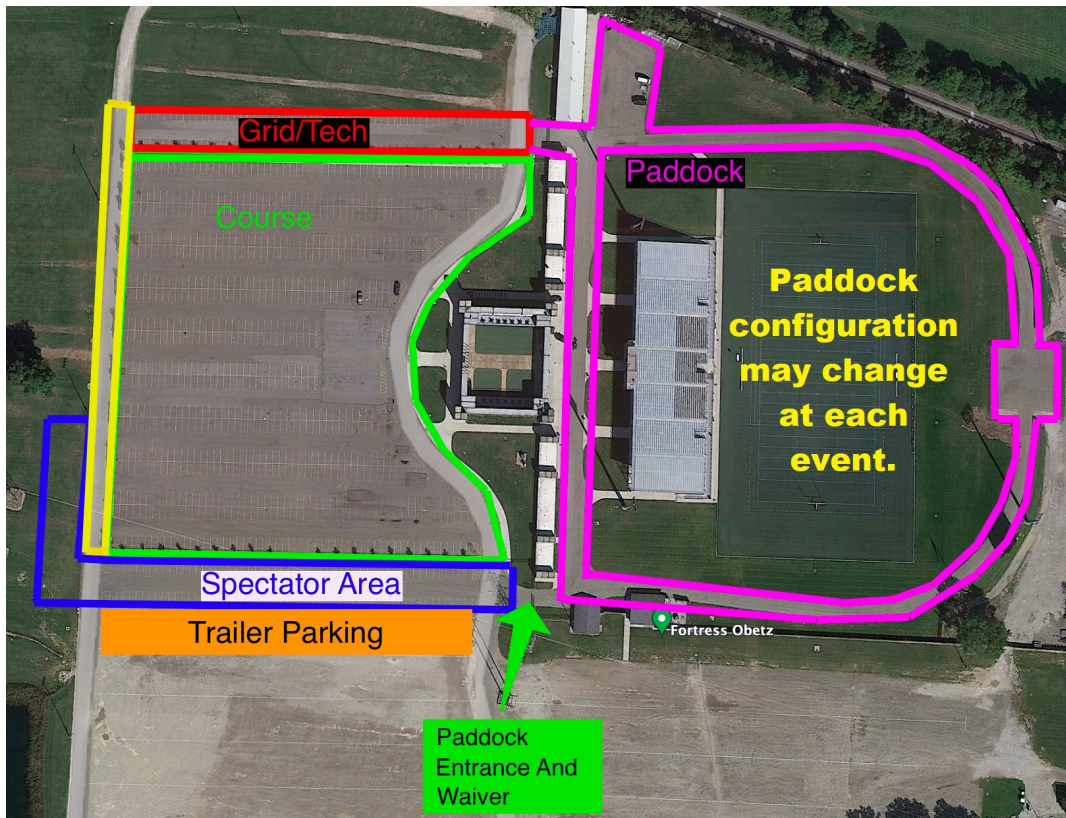 Grid/Tech
Paddock
Course
Paddock
configuration
may change
at each
event.
Spectator Area
Trailer Parking
Fortress Obetz
Paddock
Entrance And
Waiver